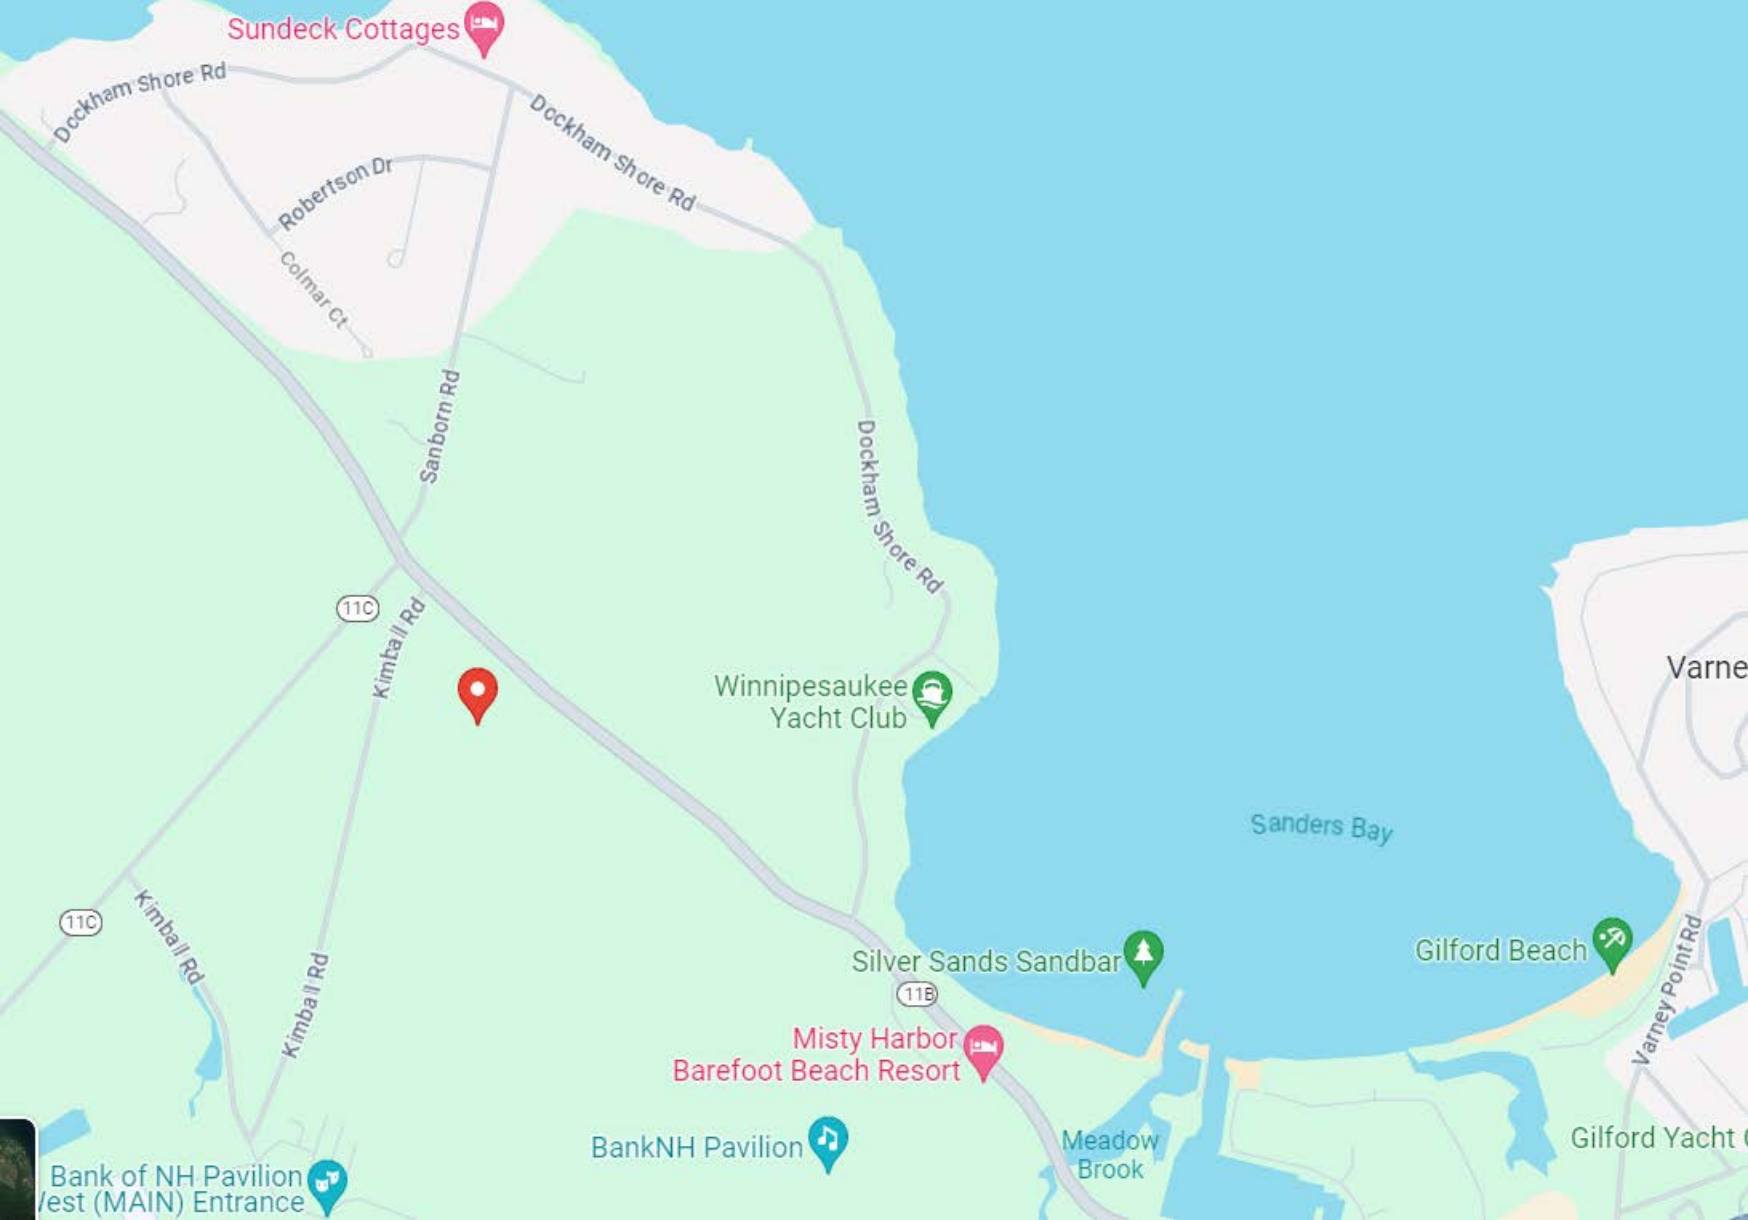 Sundeck Cottages
Dockham Shore Rd
Dockham Shore Rd
Robertson Dr
Colmar Ct
Sanborn Rd
Dockham Shore Rd
11C
Kimball Rd
Varne
Winnipesaukee
Yacht Club
Sanders Bay
Kimball Rd
11C
Kimball Rd
Silver Sands Sandbar
Gilford Beach
Varney Point Rd
11B
Misty Harbor
Barefoot Beach Resort
BankNH Pavilion
Meadow
Brook
Gilford Yacht
Bank of NH Pavilion
West (MAIN) Entrance